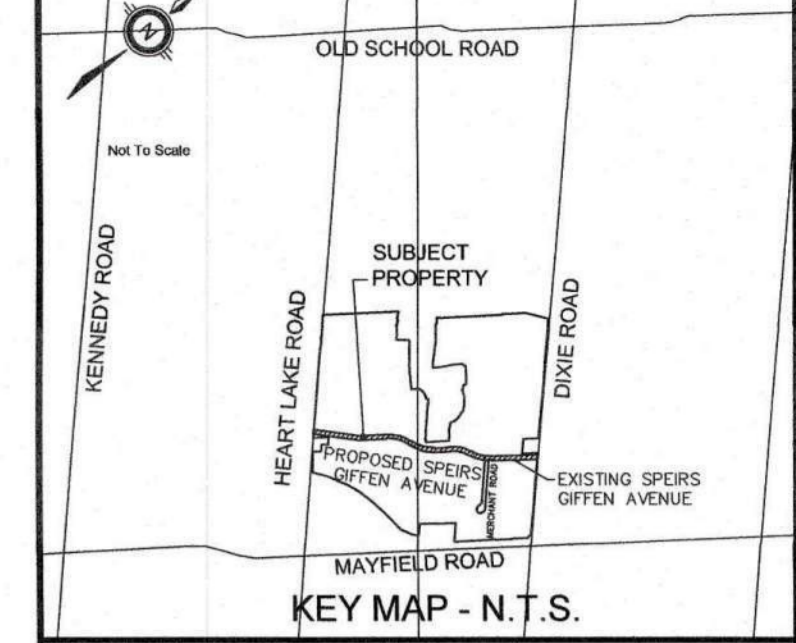 N
OLD SCHOOL ROAD
Not To Scale
KENNEDY ROAD
SUBJECT
PROPERTY
HEART LAKE ROAD
DIXIE ROAD
PROPOSED SPEIRS
GIFFEN AVENUE
MERCHANT ROAD
EXISTING SPEIRS
GIFFEN AVENUE
MAYFIELD ROAD
KEY MAP - N.T.S.